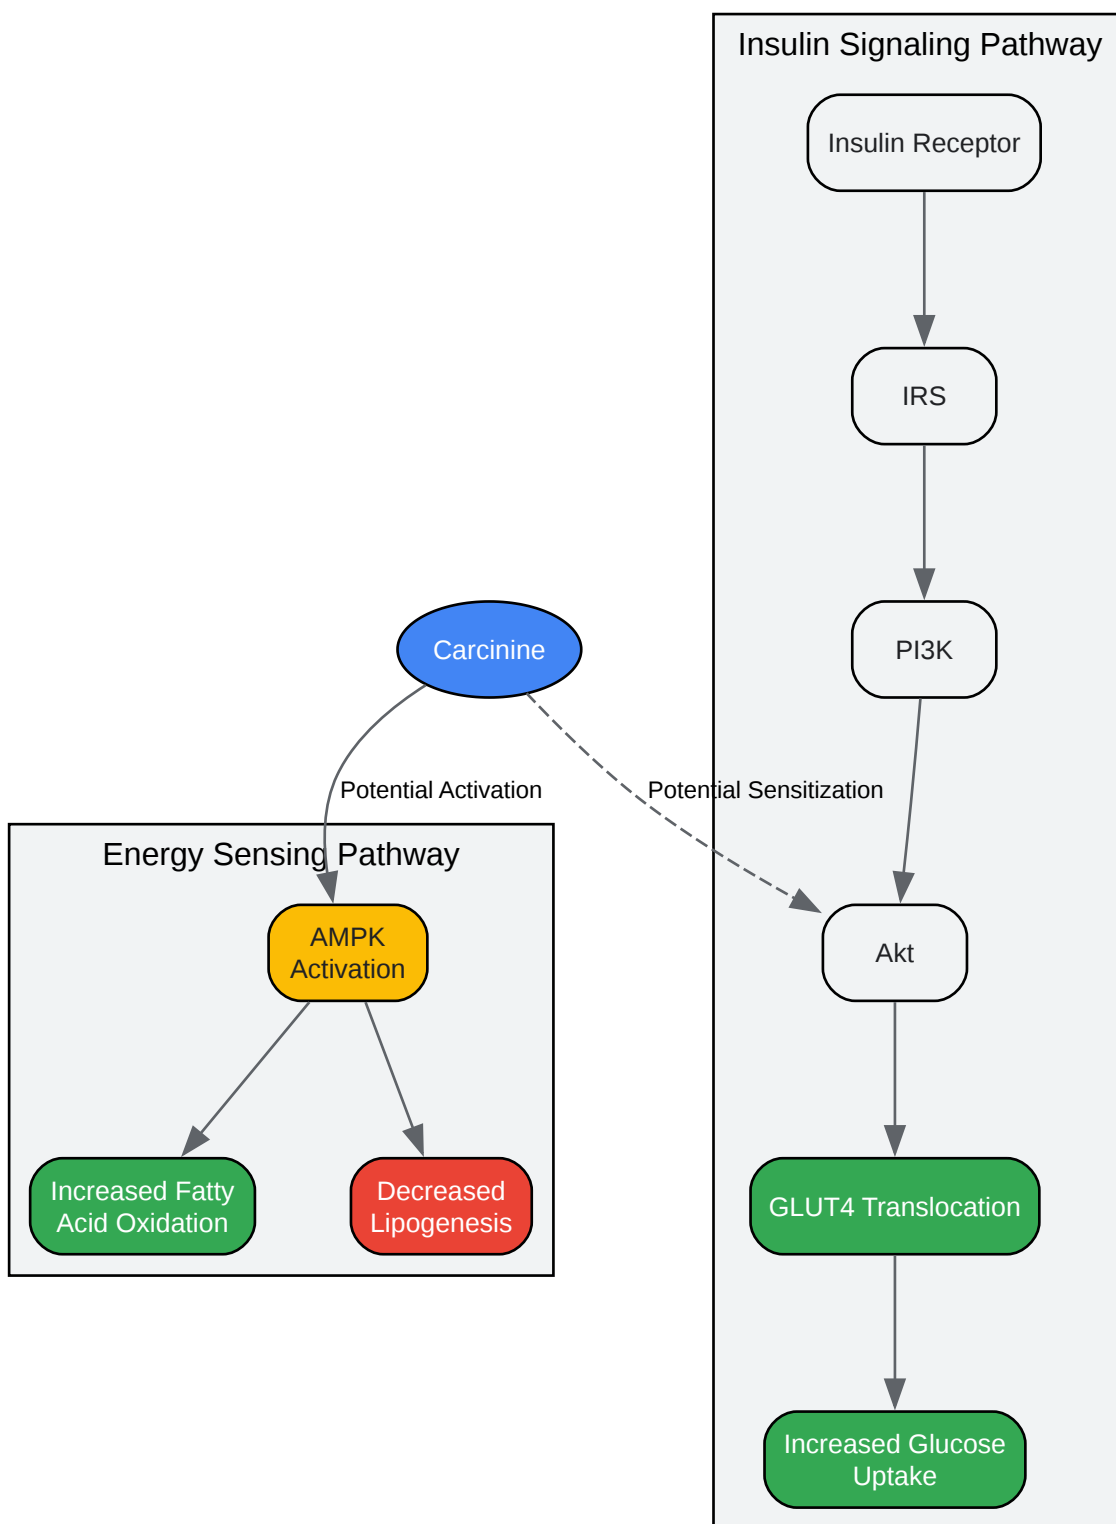 Insulin Signaling Pathway
Insulin Receptor
IRS
PI3K
Carcinine
Potential Activation
Potential Sensitization
Energy Sensing Pathway
AMPK
Activation
Akt
Increased Fatty
Acid Oxidation
Decreased
Lipogenesis
GLUT4 Translocation
Increased Glucose
Uptake